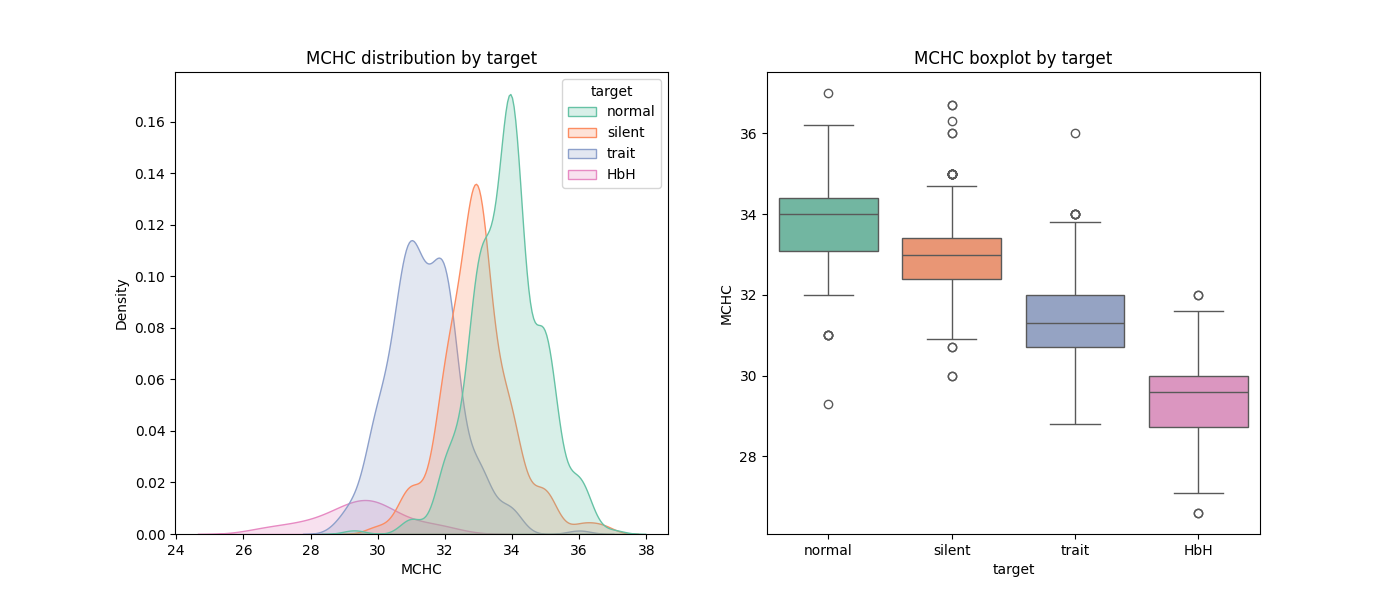 MCHC distribution by target
target
normal
silent
trait
HbH
0.16
0.14
0.12
0.10
0.08
0.06
0.04
0.02
0.00
Density
24 26 28 30 32 34 36 38
MCHC
MCHC boxplot by target
36
34
32
30
28
MCHC
normal silent trait HbH
target